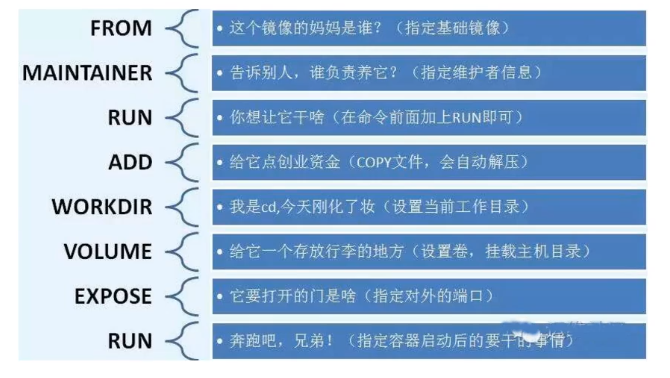 FROM
• 这个镜像的妈妈是谁？（指定基础镜像）
MAINTAINER
• 告诉别人，谁负责养它？（指定维护者信息）
RUN
• 你想让它干啥（在命令前面加上RUN即可）
ADD
• 给它点创业资金（COPY文件，会自动解压）
WORKDIR
• 我是cd,今天刚化了妆（设置当前工作目录）
VOLUME
• 给它一个存放行李的地方（设置卷，挂载主机目录）
EXPOSE
• 它要打开的门是啥（指定对外的端口）
RUN
• 奔跑吧，兄弟！（指定容器启动后的要干的事情）